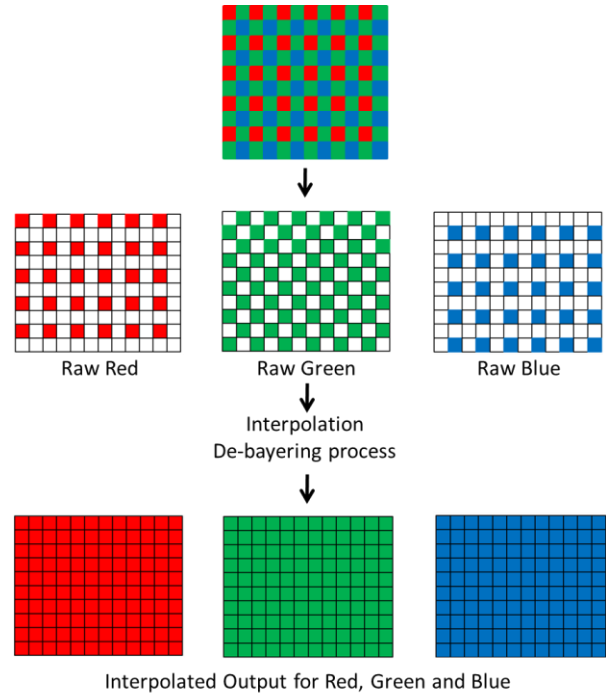 Raw Red
Raw Green
Raw Blue
Interpolation
De-bayering process
Interpolated Output for Red, Green and Blue